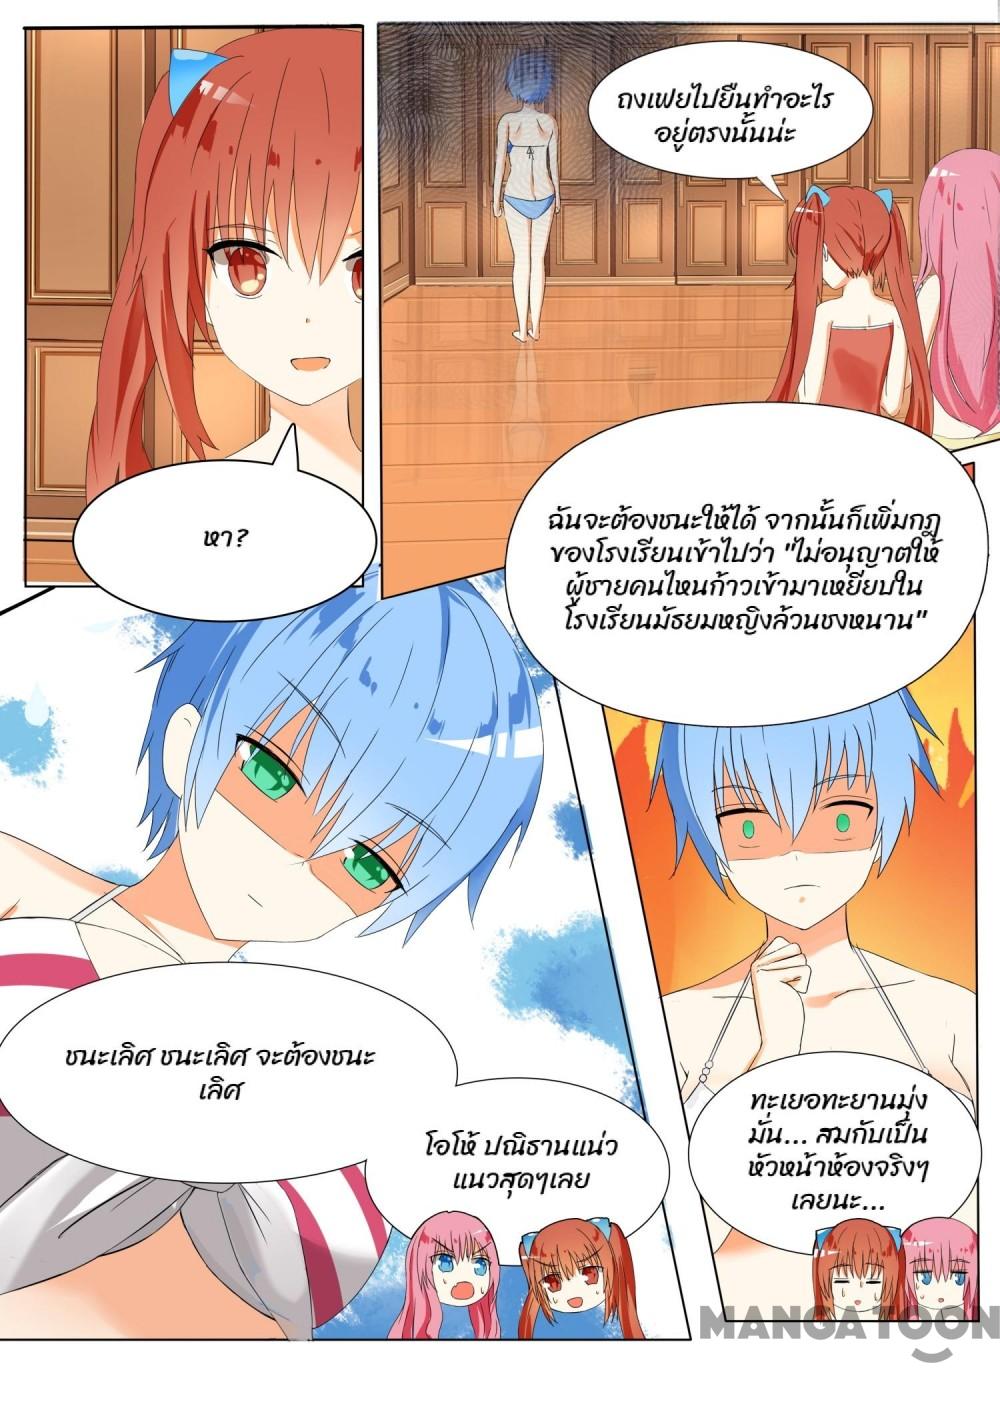 หา?
ถงเฟยไปยืนทำอะไร
อยู่ตรงนั้นน่ะ
ฉันจะต้องชนะให้ได้ จากนั้นก็เพิ่มกฎ
ของโรงเรียนเข้าไปว่า "ไม่อนุญาตให้
ผู้ชายคนไหนก้าวเข้ามาเหยียบใน
โรงเรียนมัธยมหญิงล้วนชงหนาน"
ชนะเลิศ ชนะเลิศ จะต้องชนะ
เลิศ
โอโห้ ปณิธานแน่ว
แนวสุดๆเลย
ทะเยอทะยานมุ่ง
มั่น... สมกับเป็น
หัวหน้าห้องจริงๆ
เลยนะ...
MANGATOON